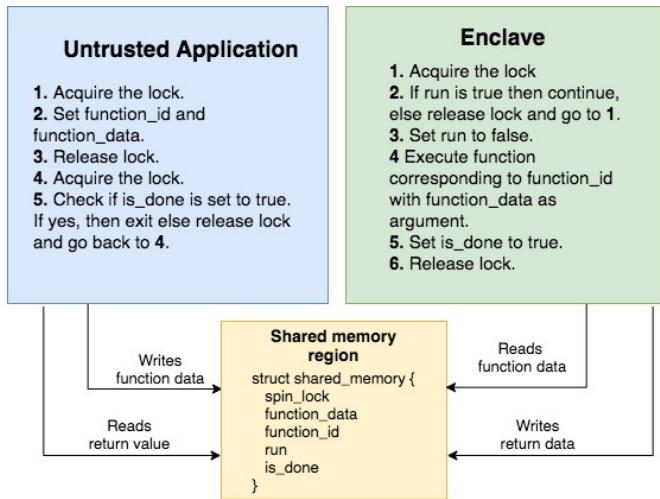 Untrusted Application
1. Acquire the lock.
2. Set function_id and
function_data.
3. Release lock.
4. Acquire the lock.
5. Check if is_done is set to true.
If yes, then exit else release lock
and go back to 4.
Enclave
1. Acquire the lock
2. If run is true then continue,
else release lock and go to 1.
3. Set run to false.
4 Execute function
corresponding to function_id
with function_data as
argument.
5. Set is_done to true.
6. Release lock.
Writes
function data
Reads
return value
Shared memory
region
struct shared_memory {
spin_lock
function_data
function_id
run
is_done
}
Reads
function data
Writes
return data